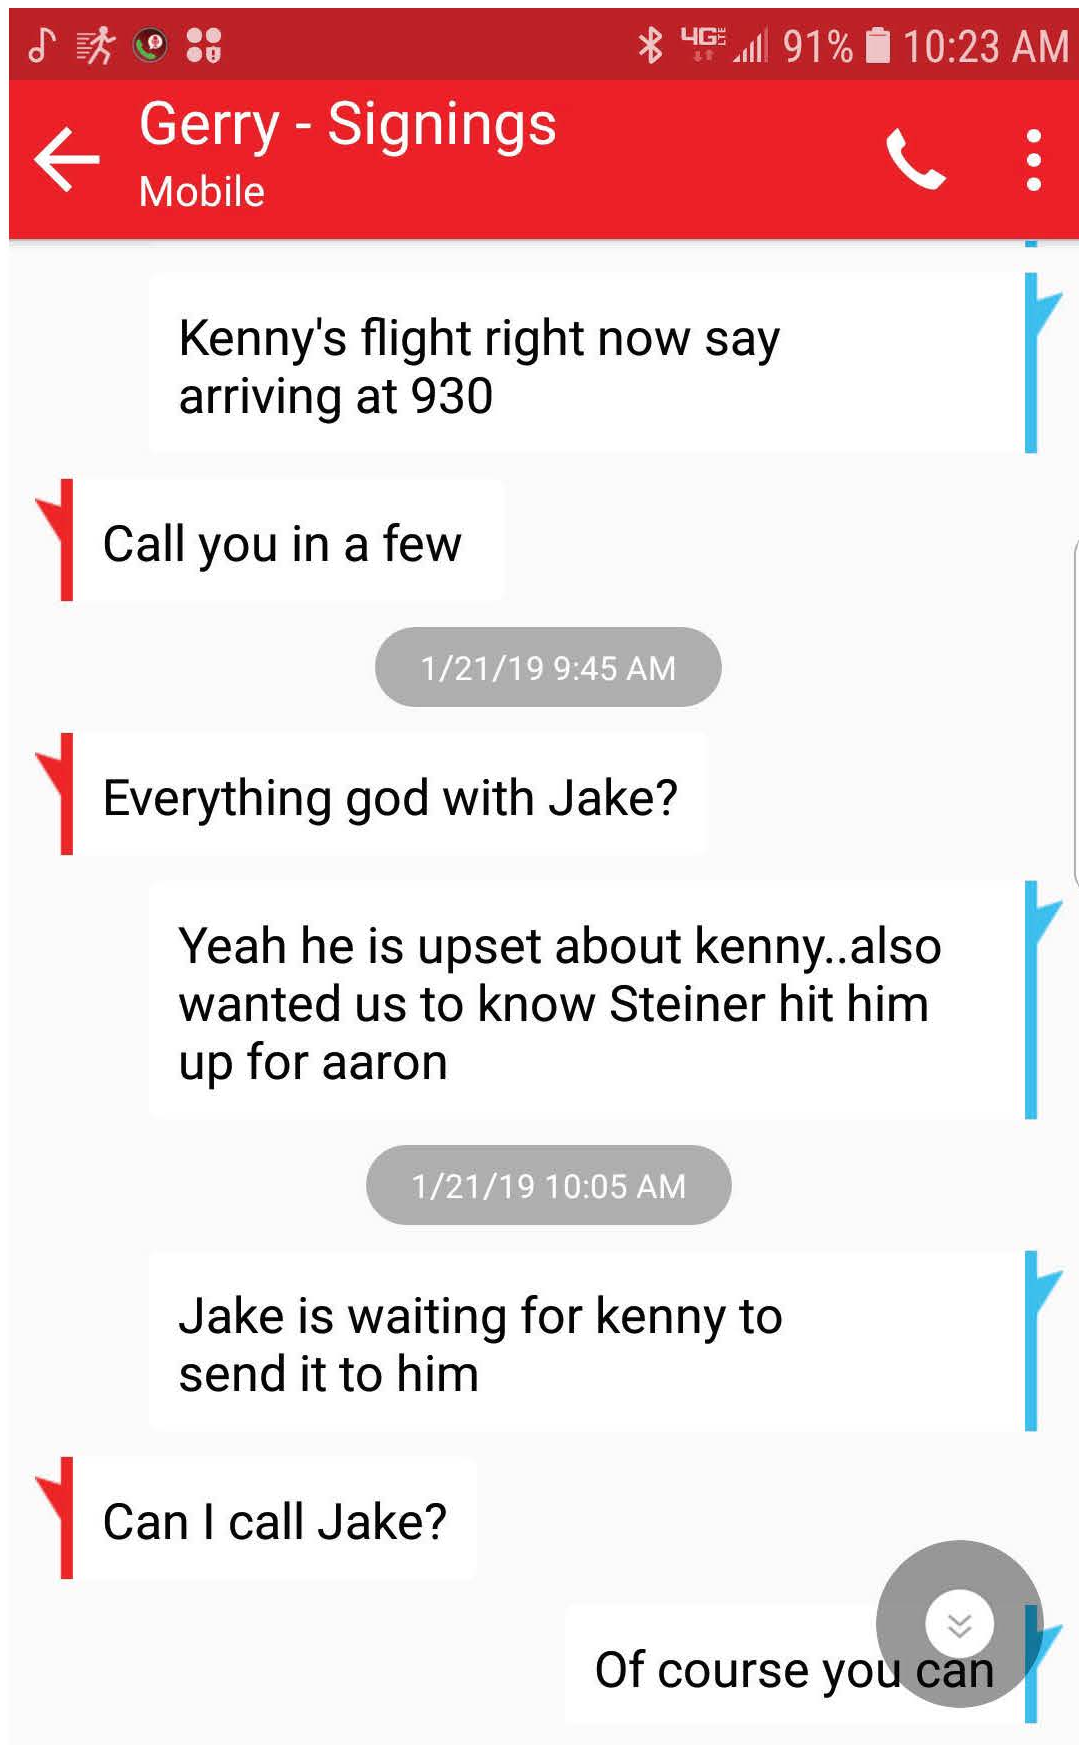 4G LTE 91% 10:23 AM
Gerry - Signings
Mobile
Kenny's flight right now say
arriving at 930
Call you in a few
1/21/19 9:45 AM
Everything god with Jake?
Yeah he is upset about kenny..also
wanted us to know Steiner hit him
up for aaron
1/21/19 10:05 AM
Jake is waiting for kenny to
send it to him
Can I call Jake?
Of course you can